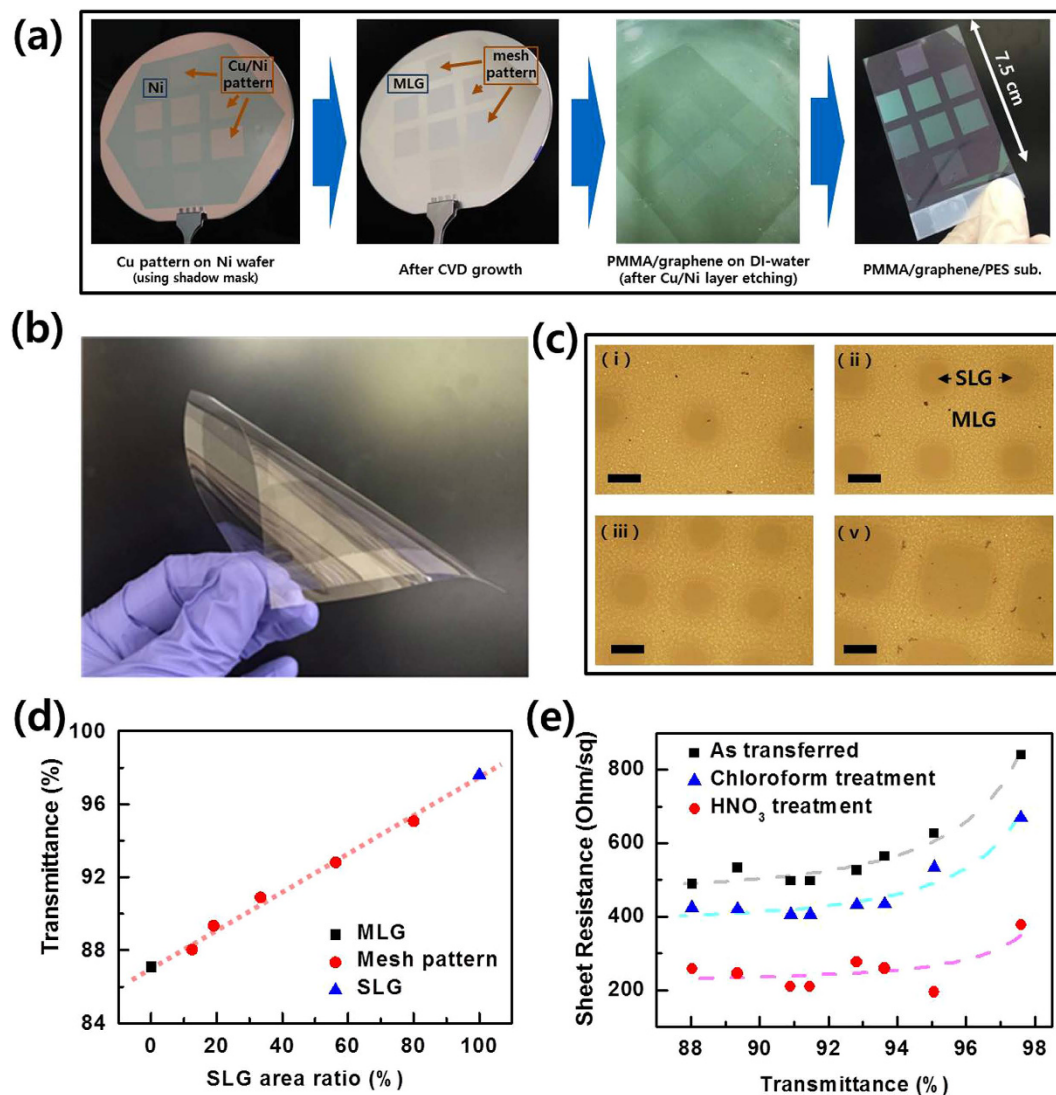 (a)
Ni
Cu/Ni
pattern
MLG
mesh
pattern
7.5 cm
Cu pattern on Ni wafer
(using shadow mask)
After CVD growth
PMMA/graphene on DI-water
(after Cu/Ni layer etching)
PMMA/graphene/PES sub.
(b)
(c)
(i)
(ii)
SLG
MLG
(iii)
(v)
(d)
100
96
92
88
84
Transmittance (%)
MLG
Mesh pattern
SLG
0 20 40 60 80 100
SLG area ratio (%)
(e)
800
600
400
200
Sheet Resistance (Ohm/sq)
As transferred
Chloroform treatment
HNO₃ treatment
88 90 92 94 96 98
Transmittance (%)